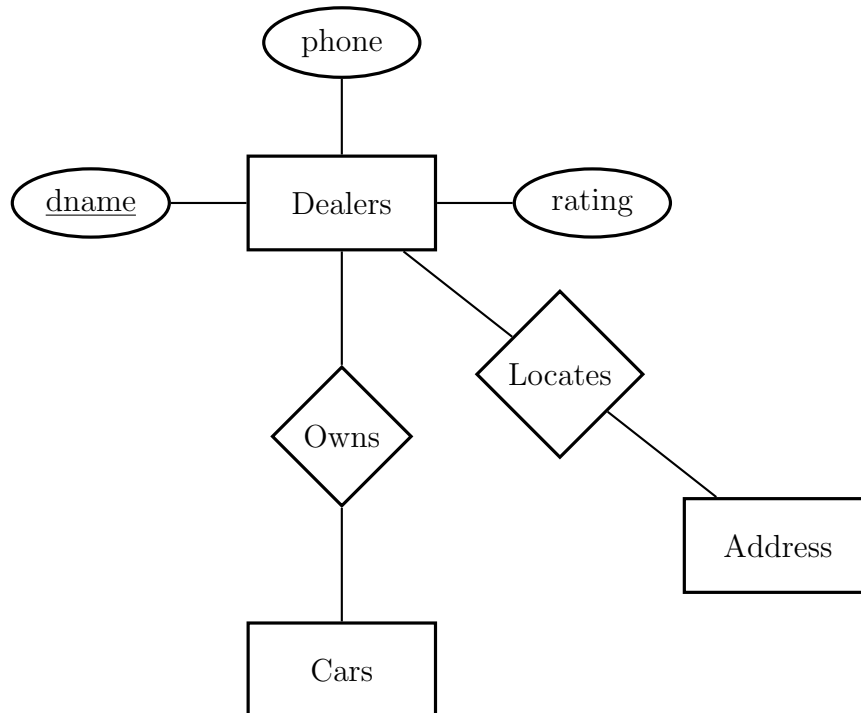 phone
dname
Dealers
rating
Locates
Owns
Address
Cars